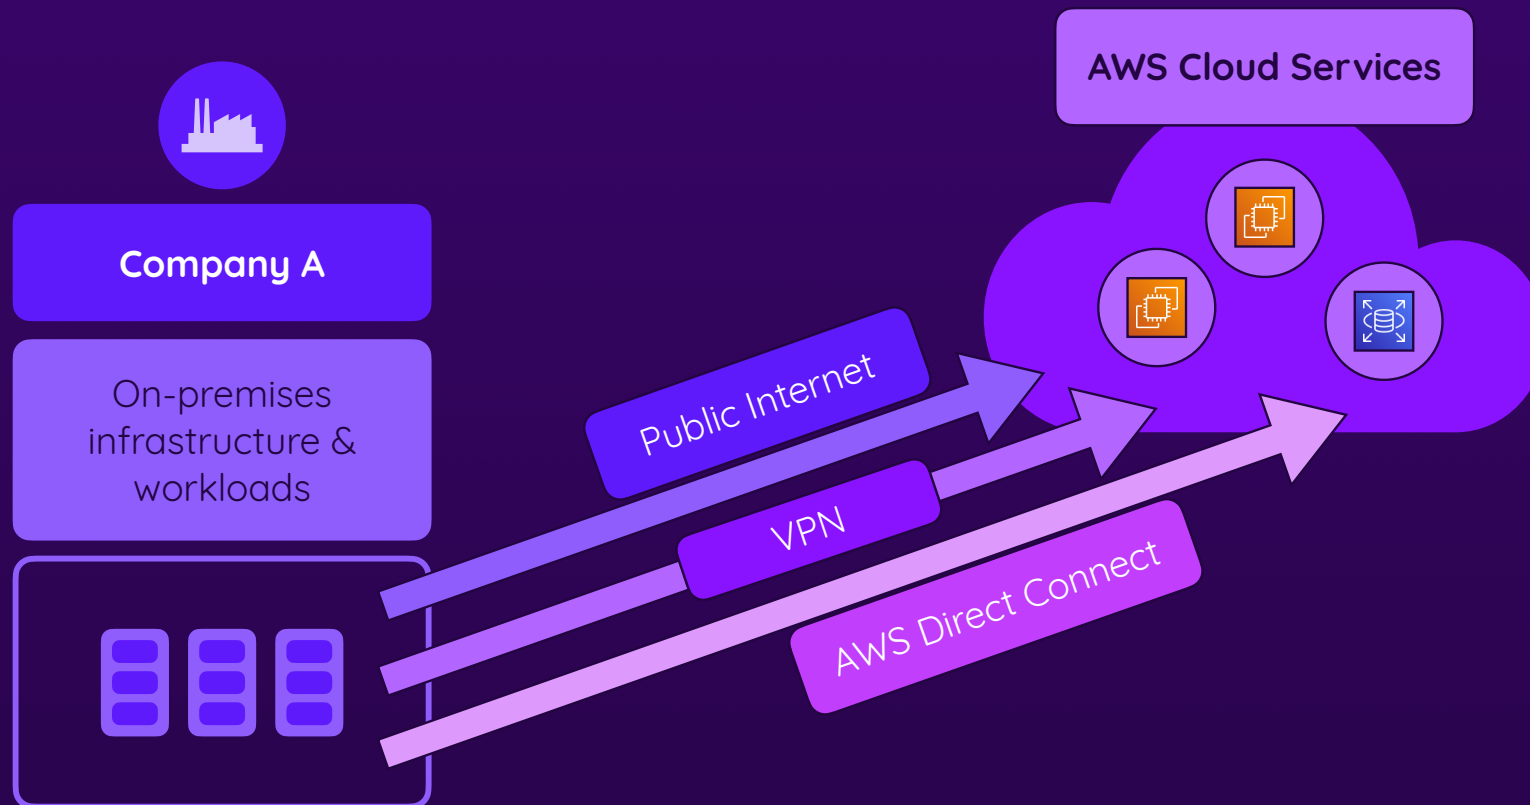 AWS Cloud Services
Company A
On-premises
infrastructure &
workloads
Public Internet
VPN
AWS Direct Connect